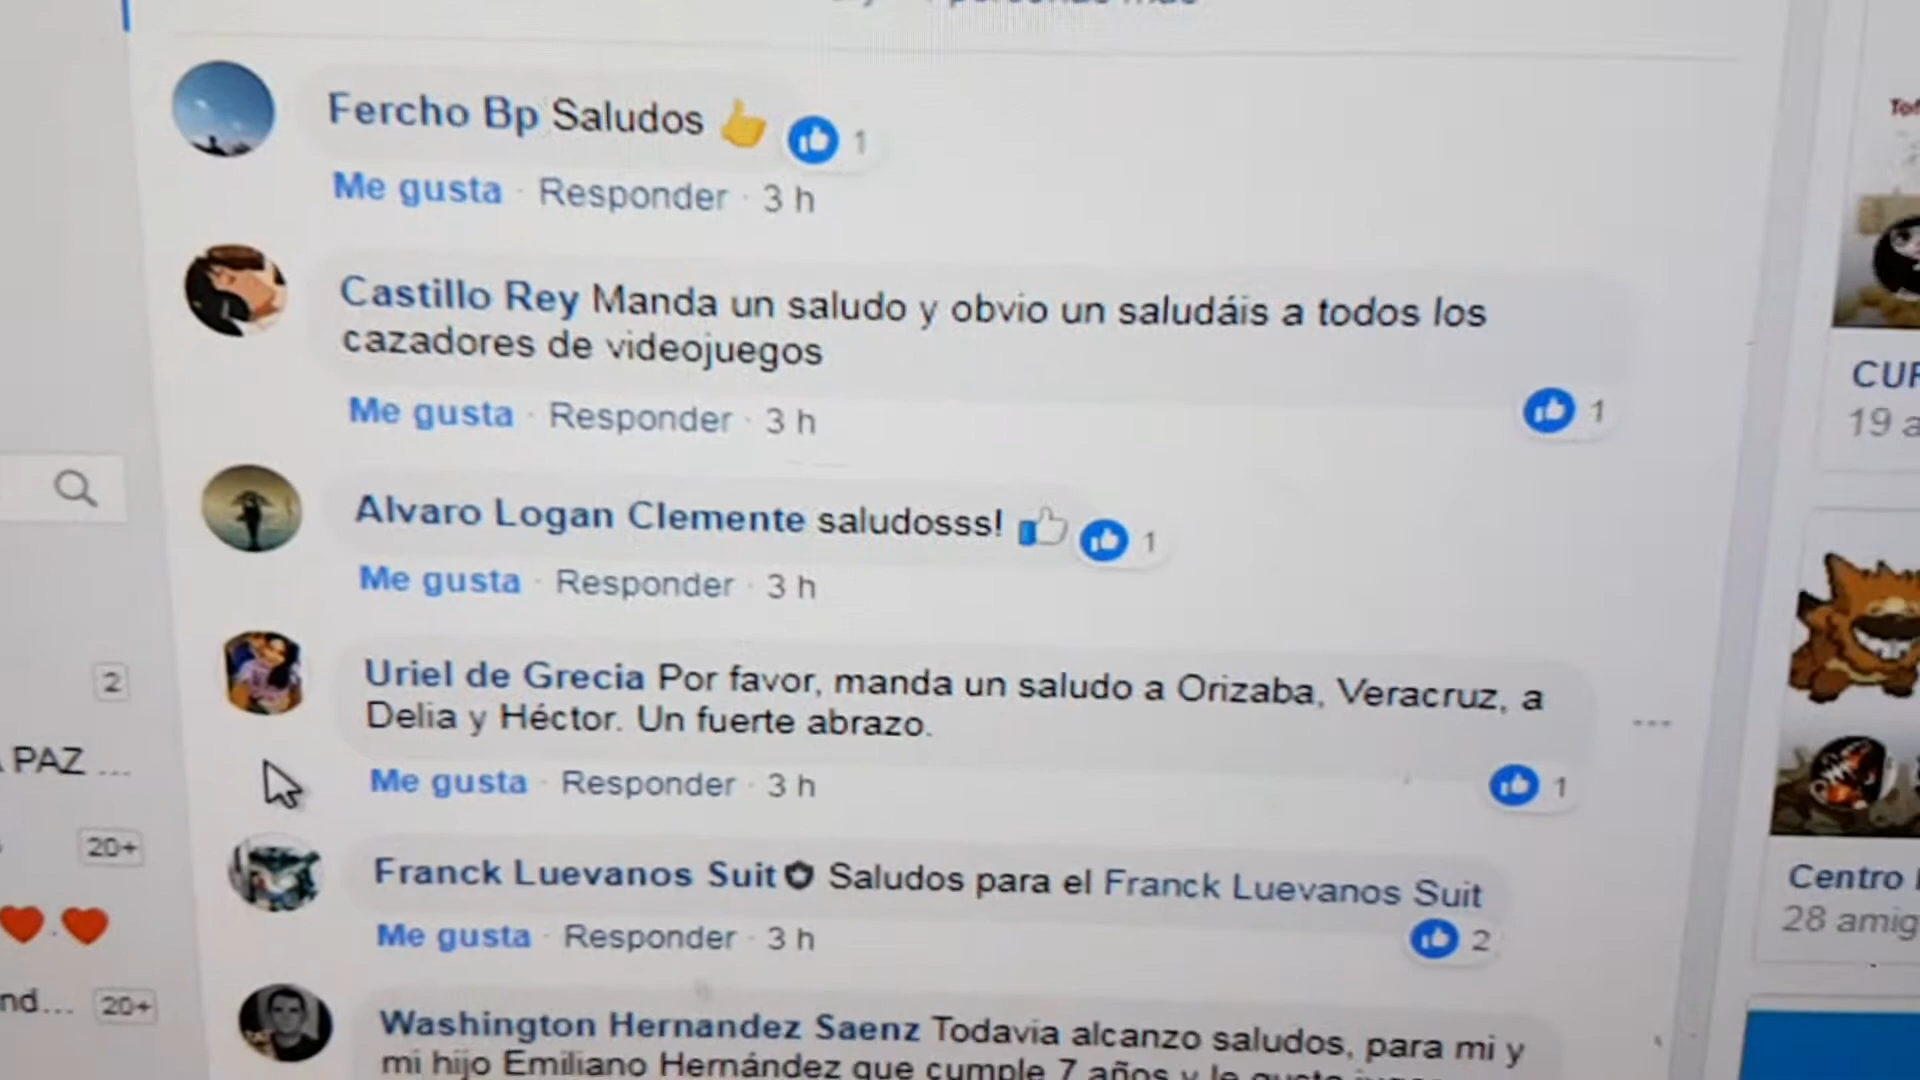 Fercho Bp Saludos 👍 1
Me gusta · Responder · 3 h
Castillo Rey Manda un saludo y obvio un saludáis a todos los
cazadores de videojuegos
Me gusta · Responder · 3 h
1
Alvaro Logan Clemente saludosss! 👍 1
Me gusta · Responder · 3 h
Uriel de Grecia Por favor, manda un saludo a Orizaba, Veracruz, a
Delia y Héctor. Un fuerte abrazo.
Me gusta · Responder · 3 h
1
Franck Luevanos Suit Saludos para el Franck Luevanos Suit
Me gusta · Responder · 3 h
2
Washington Hernandez Saenz Todavia alcanzo saludos, para mi y
mi hijo Emiliano Hernández que cumple 7 años y le gusta
2
PAZ ...
20+
nd... 20+
CUR
19 a
Centro
28 amig